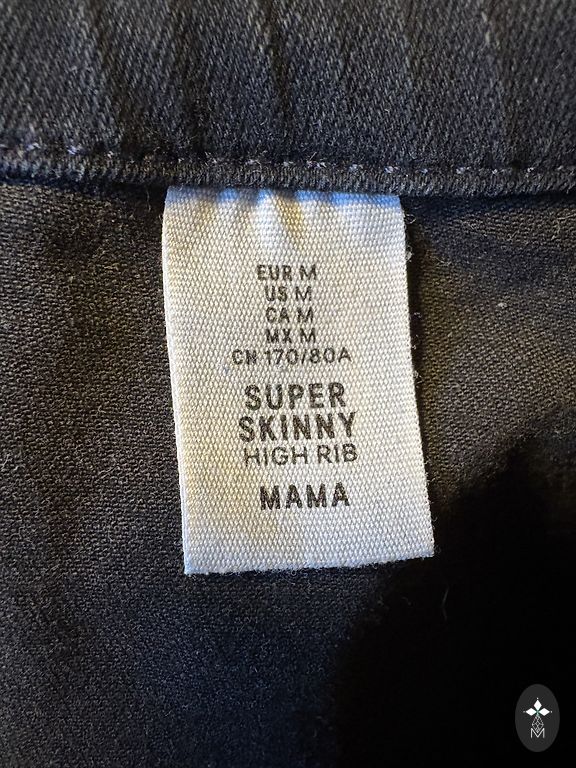 EUR M
US M
CA M
MX M
CN 170/80A
SUPER
SKINNY
HIGH RIB
MAMA
M